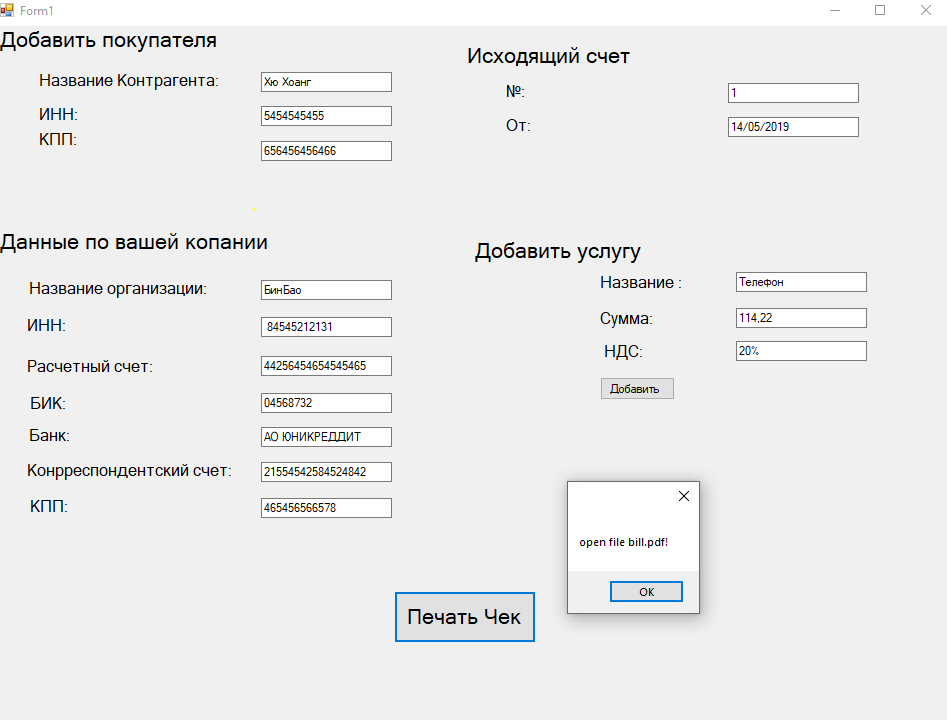 Form1
Добавить покупателя
Название Контрагента: Хю Хоанг
ИНН: 5454545455
КПП: 656456456466
Исходящий счет
№: 1
От: 14/05/2019
Данные по вашей копании
Название организации: БинБао
ИНН: 84545212131
Расчетный счет: 44256454654545465
БИК: 04568732
Банк: АО ЮНИКРЕДДИТ
Конрреспондентский счет: 21554542584524842
КПП: 465456566578
Добавить услугу
Название : Телефон
Сумма: 114,22
НДС: 20%
Добавить
open file bill.pdf!
OK
Печать Чек